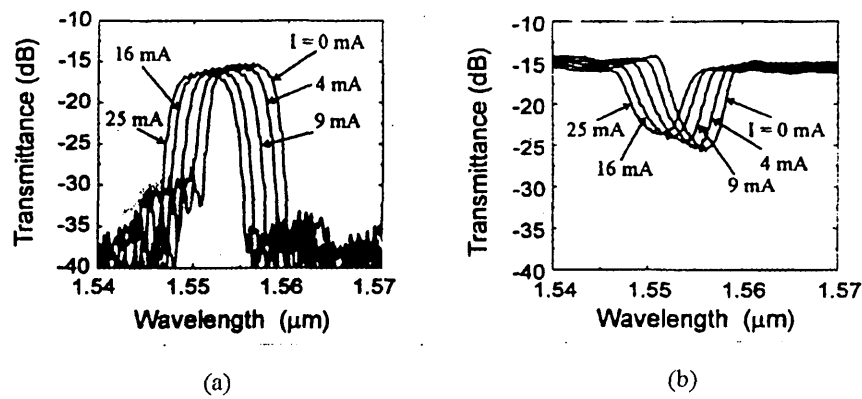 -10
-15
-20
-25
-30
-35
-40
Transmittance (dB)
16 mA
I = 0 mA
4 mA
25 mA
9 mA
1.54 1.55 1.56 1.57
Wavelength (μm)
(a)
-10
-15
-20
-25
-30
-35
-40
Transmittance (dB)
25 mA
I = 0 mA
16 mA
4 mA
9 mA
1.54 1.55 1.56 1.57
Wavelength (μm)
(b)